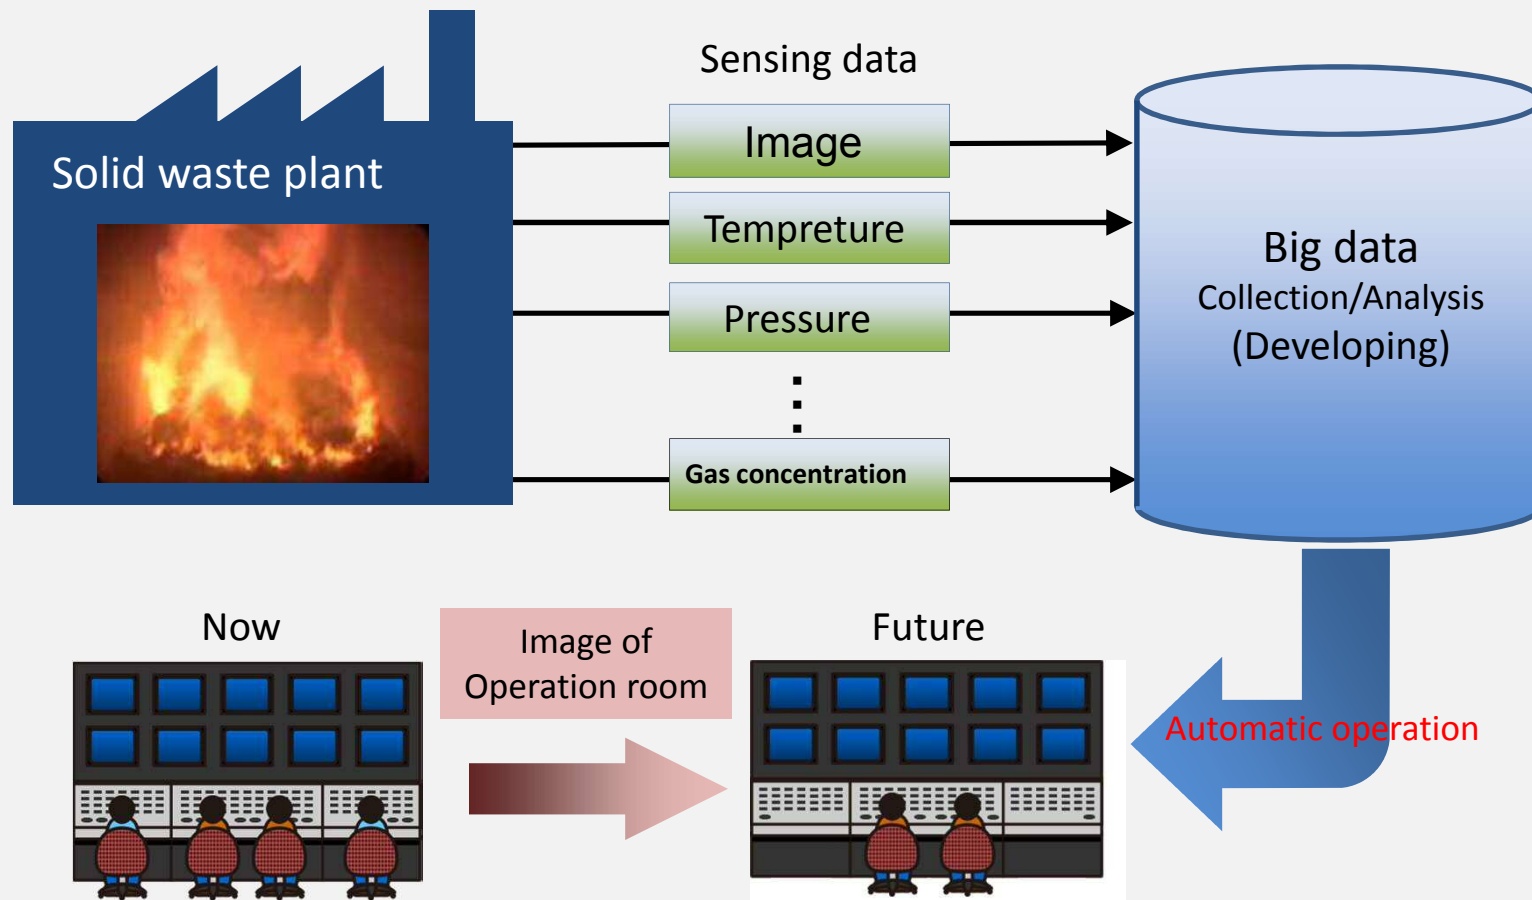 Sensing data
Solid waste plant
Image
Tempreture
Pressure
Gas concentration
Big data
Collection/Analysis
(Developing)
Now
Image of
Operation room
Future
Automatic operation